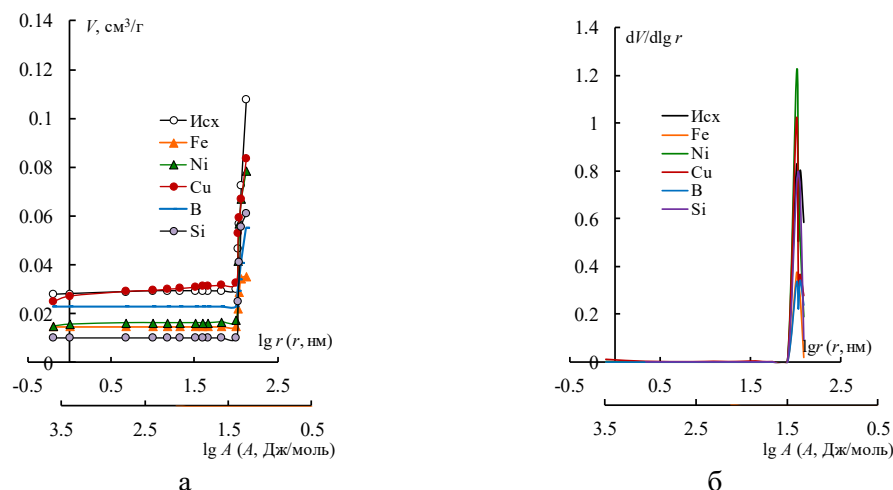 V, см³/г
0.14
0.12
0.1
0.08
0.06
0.04
0.02
0
Исх
Fe
Ni
Cu
B
Si
lg r (r, нм)
-0.5 0.5 1.5 2.5
3.5 2.5 1.5 0.5
lg A (A, Дж/моль)
а
dV/dlg r
1.4
1.2
1
0.8
0.6
0.4
0.2
0
Исх
Fe
Ni
Cu
B
Si
lgr (r, нм)
-0.5 0.5 1.5 2.5
3.5 2.5 1.5 0.5
lg A (A, Дж/моль)
б